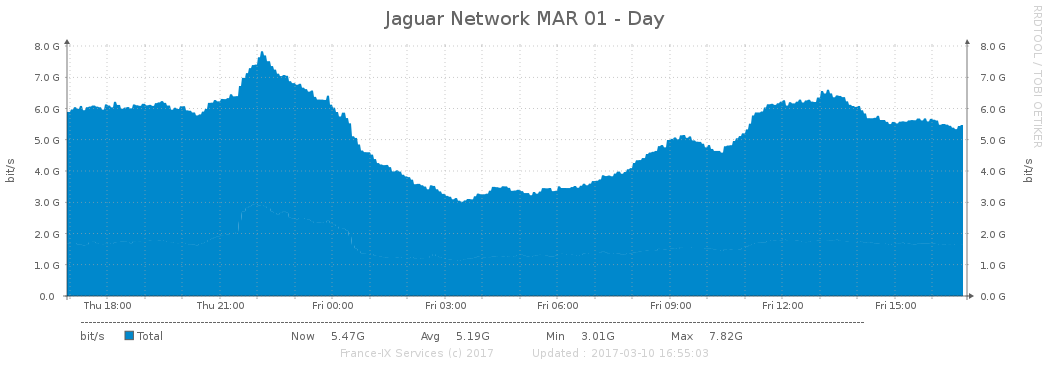 Jaguar Network MAR 01 - Day
RRDTOOL / TOBI OETIKER
bit/s
8.0 G
7.0 G
6.0 G
5.0 G
4.0 G
3.0 G
2.0 G
1.0 G
0.0
8.0 G
7.0 G
6.0 G
5.0 G
4.0 G
3.0 G
2.0 G
1.0 G
0.0 G
bit/s
Thu 18:00 Thu 21:00 Fri 00:00 Fri 03:00 Fri 06:00 Fri 09:00 Fri 12:00 Fri 15:00
bit/s Total Now 5.47G Avg 5.19G Min 3.01G Max 7.82G
France-IX Services (c) 2017 Updated : 2017-03-10 16:55:03